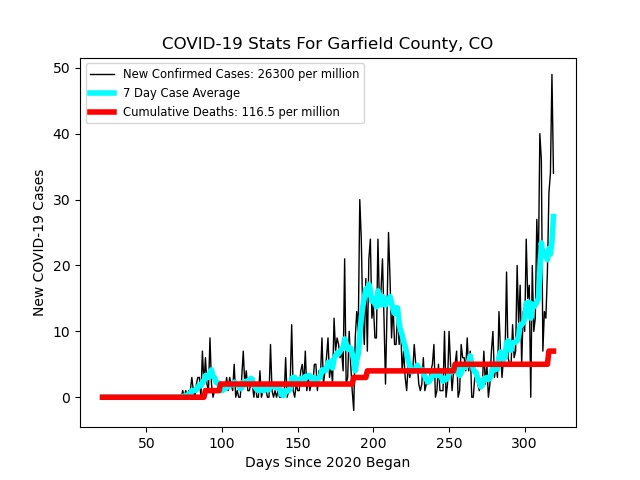 COVID-19 Stats For Garfield County, CO
New Confirmed Cases: 26300 per million
7 Day Case Average
Cumulative Deaths: 116.5 per million
New COVID-19 Cases
50
40
30
20
10
0
50 100 150 200 250 300
Days Since 2020 Began